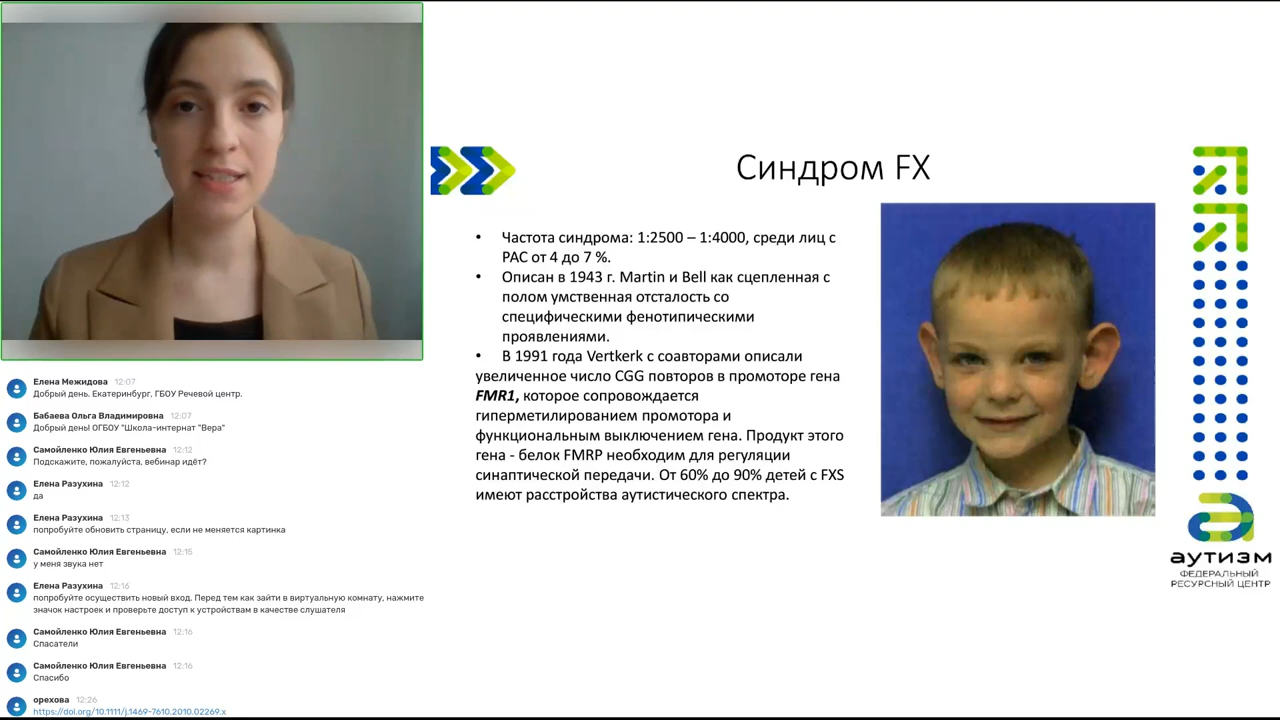 Синдром FX
• Частота синдрома: 1:2500 – 1:4000, среди лиц с
РАС от 4 до 7 %.
• Описан в 1943 г. Martin и Bell как сцепленная с
полом умственная отсталость со
специфическими фенотипическими
проявлениями.
• В 1991 года Vertkerk с соавторами описали
увеличенное число CGG повторов в промоторе гена
FMR1, которое сопровождается
гиперметилированием промотора и
функциональным выключением гена. Продукт этого
гена - белок FMRP необходим для регуляции
синаптической передачи. От 60% до 90% детей с FXS
имеют расстройства аутистического спектра.
аутизм
ФЕДЕРАЛЬНЫЙ
РЕСУРСНЫЙ ЦЕНТР
Елена Межидова 12:07
Добрый день. Екатеринбург, ГБОУ Речевой центр.
Бабаева Ольга Владимировна 12:07
Добрый день! ОГБОУ "Школа-интернат "Вера"
Самойленко Юлия Евгеньевна 12:12
Подскажите, пожалуйста, вебинар идёт?
Елена Разухина 12:12
да
Елена Разухина 12:13
попробуйте обновить страницу, если не меняется картинка
Самойленко Юлия Евгеньевна 12:15
у меня звука нет
Елена Разухина 12:16
попробуйте осуществить новый вход. Перед тем как зайти в виртуальную комнату, нажмите
значок настроек и проверьте доступ к устройствам в качестве слушателя
Самойленко Юлия Евгеньевна 12:16
Спасатели
Самойленко Юлия Евгеньевна 12:16
Спасибо
орехова 12:26
https://doi.org/10.1111/j.1469-7610.2010.02269.x